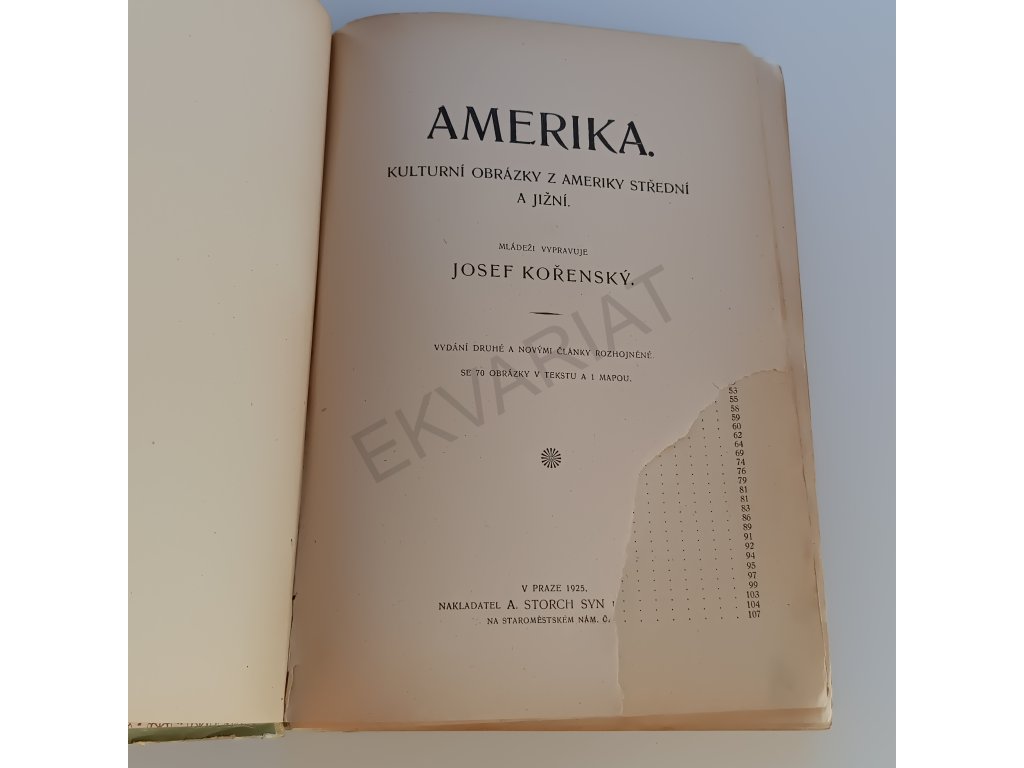 AMERIKA.
KULTURNÍ OBRÁZKY Z AMERIKY STŘEDNÍ
A JIŽNÍ.
MLÁDEŽI VYPRAVUJE
JOSEF KOŘENSKÝ.
VYDÁNÍ DRUHÉ A NOVÝMI ČLÁNKY ROZHOJNĚNÉ.
SE 70 OBRÁZKY V TEKSTU A 1 MAPOU.
EKVARIAT
53
55
58
59
60
62
64
69
74
76
79
81
81
83
86
89
91
92
94
95
97
99
103
104
107
V PRAZE 1925.
NAKLADATEL A. STORCH SYN
NA STAROMĚSTSKÉM NÁM. Č.